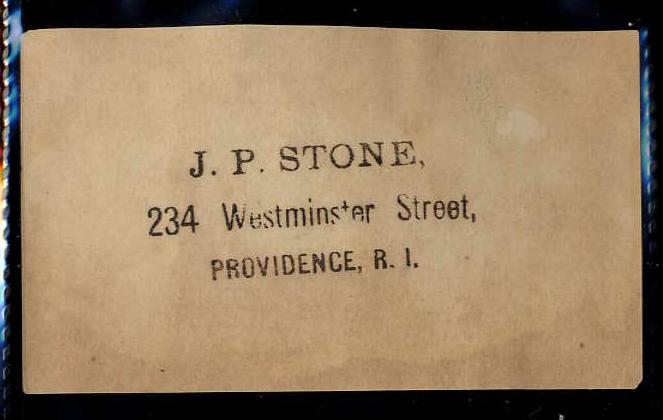 J. P. STONE,
234 Westminster Street,
PROVIDENCE, R. I.